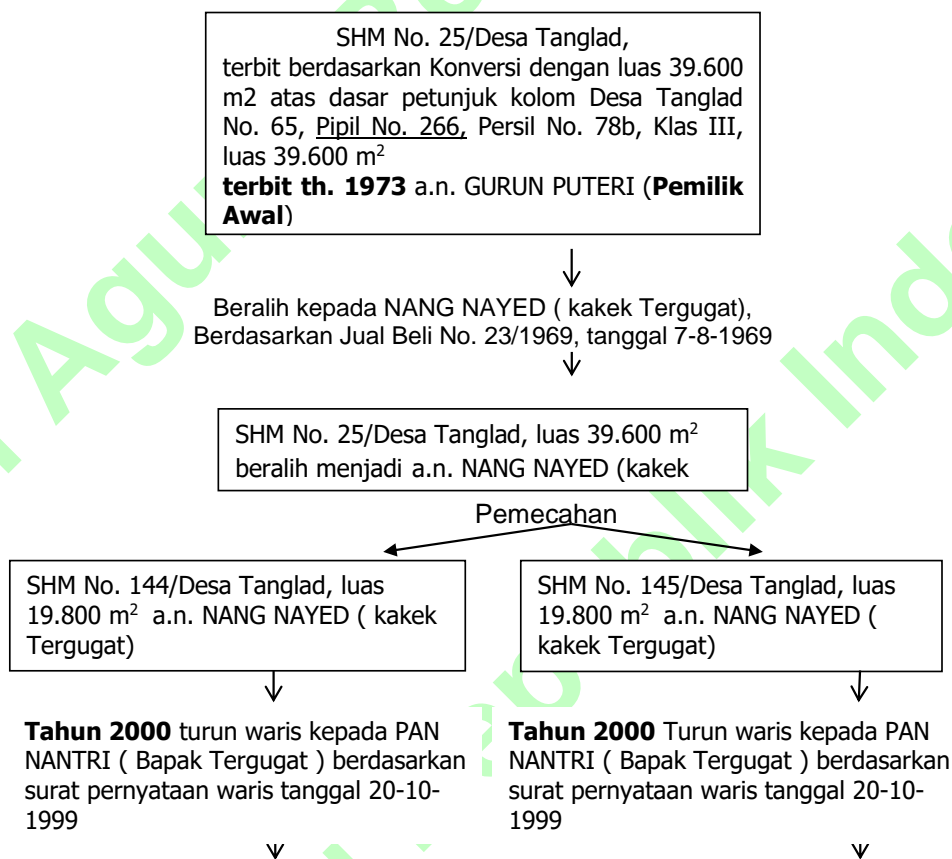 SHM No. 25/Desa Tanglad,
terbit berdasarkan Konversi dengan luas 39.600
m2 atas dasar petunjuk kolom Desa Tanglad
No. 65, Pipil No. 266, Persil No. 78b, Klas III,
luas 39.600 m²
terbit th. 1973 a.n. GURUN PUTERI (Pemilik
Awal)
Beralih kepada NANG NAYED ( kakek Tergugat),
Berdasarkan Jual Beli No. 23/1969, tanggal 7-8-1969
SHM No. 25/Desa Tanglad, luas 39.600 m²
beralih menjadi a.n. NANG NAYED (kakek
Pemecahan
SHM No. 144/Desa Tanglad, luas
19.800 m² a.n. NANG NAYED ( kakek
Tergugat)
SHM No. 145/Desa Tanglad, luas
19.800 m² a.n. NANG NAYED (
kakek Tergugat)
Tahun 2000 turun waris kepada PAN
NANTRI ( Bapak Tergugat ) berdasarkan
surat pernyataan waris tanggal 20-10-
1999
Tahun 2000 Turun waris kepada PAN
NANTRI ( Bapak Tergugat ) berdasarkan
surat pernyataan waris tanggal 20-10-
1999